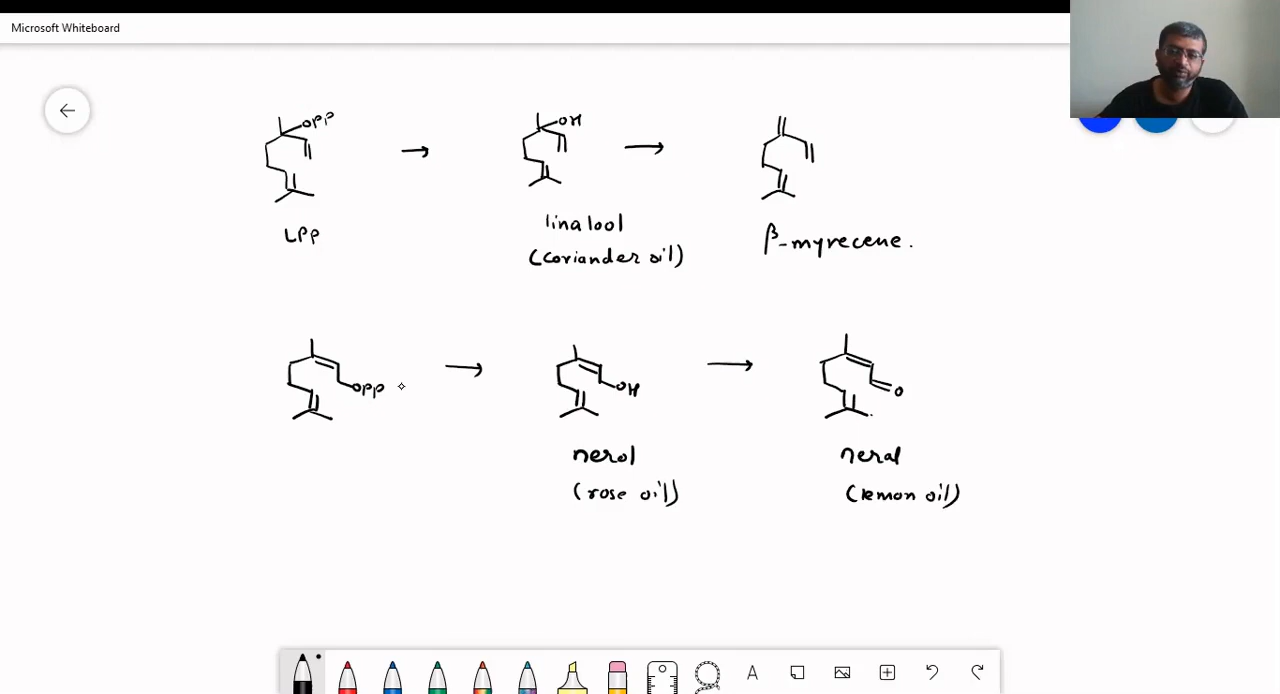 Microsoft Whiteboard
OPP
OH
LPP
linalool
(coriander oil)
β-myrecene.
OPP
OH
O
nerol
(rose oil)
neral
(lemon oil)
A